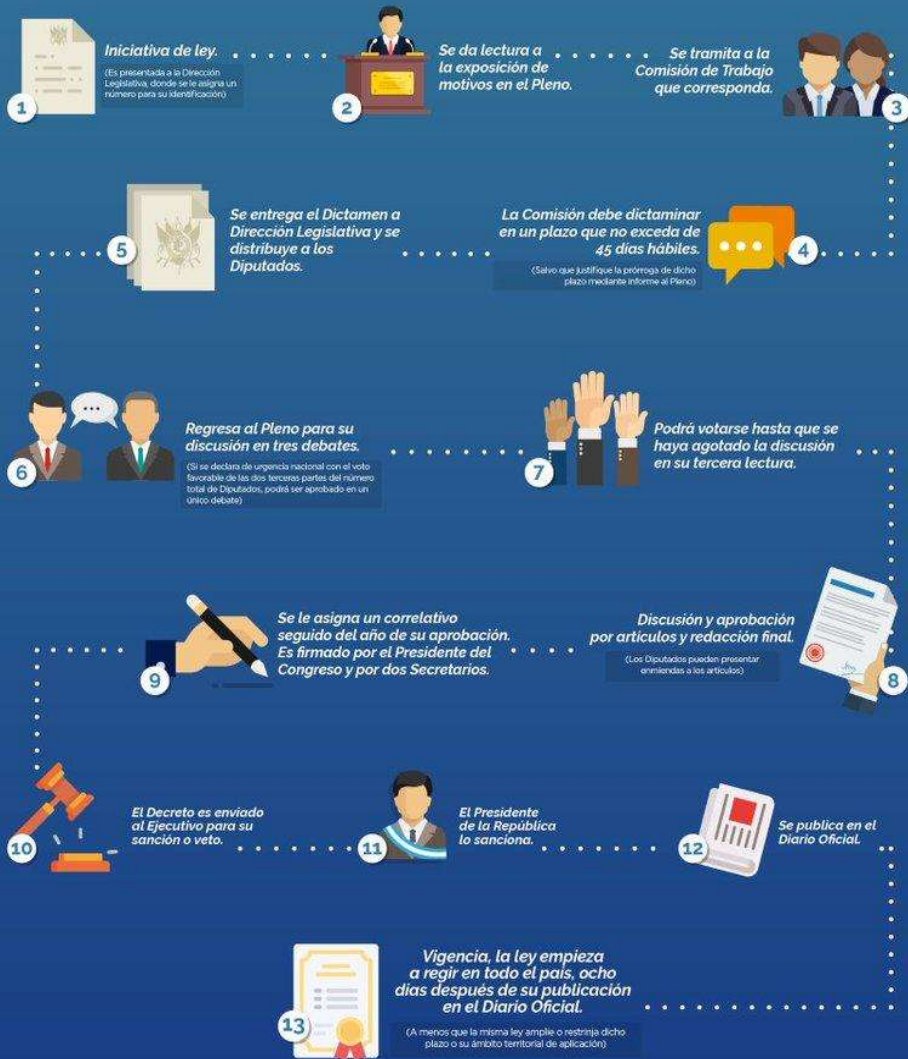 1
Iniciativa de ley.
(Es presentada a la Dirección
Legislativa, donde se le asigna un
número para su identificación)
2
Se da lectura a
la exposición de
motivos en el Pleno.
3
Se tramita a la
Comisión de Trabajo
que corresponda.
4
La Comisión debe dictaminar
en un plazo que no exceda de
45 días hábiles.
(Salvo que justifique la prórroga de dicho
plazo mediante informe al Pleno)
5
Se entrega el Dictamen a
Dirección Legislativa y se
distribuye a los
Diputados.
6
Regresa al Pleno para su
discusión en tres debates.
(Si se declara de urgencia nacional con el voto
favorable de las dos terceras partes del número
total de Diputados, podrá ser aprobado en un
único debate)
7
Podrá votarse hasta que se
haya agotado la discusión
en su tercera lectura.
8
Discusión y aprobación
por artículos y redacción final.
(Los Diputados pueden presentar
enmiendas a los artículos)
9
Se le asigna un correlativo
seguido del año de su aprobación.
Es firmado por el Presidente del
Congreso y por dos Secretarios.
10
El Decreto es enviado
al Ejecutivo para su
sanción o veto.
11
El Presidente
de la República
lo sanciona.
12
Se publica en el
Diario Oficial.
13
Vigencia, la ley empieza
a regir en todo el país, ocho
días después de su publicación
en el Diario Oficial.
(A menos que la misma ley amplíe o restrinja dicho
plazo o su ámbito territorial de aplicación)